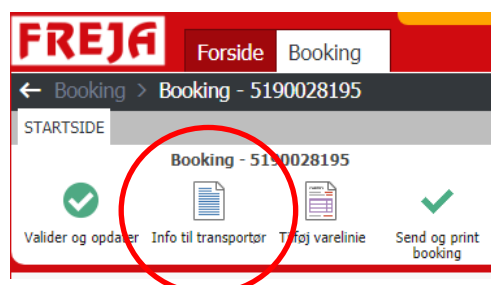 FREJA
Forside Booking
← Booking > Booking - 5190028195
STARTSIDE
Booking - 5190028195
Valider og opdater Info til transportør Tilføj varelinie Send og print
booking